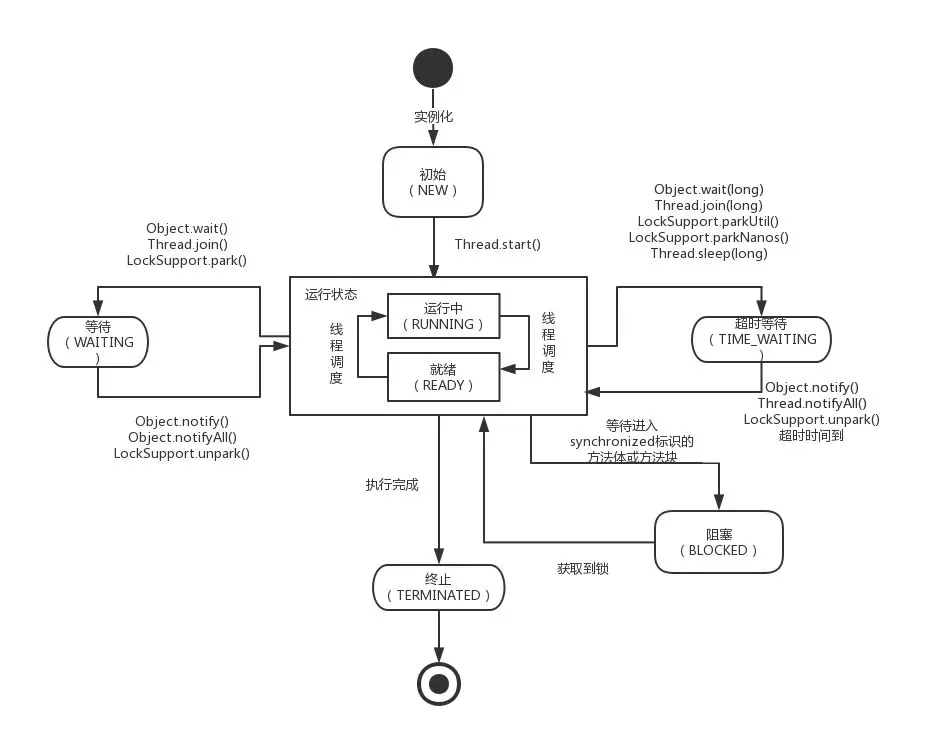 实例化
初始
（NEW）
Thread.start()
Object.wait()
Thread.join()
LockSupport.park()
Object.wait(long)
Thread.join(long)
LockSupport.parkUtil()
LockSupport.parkNanos()
Thread.sleep(long)
运行状态
运行中
（RUNNING）
线程调度
线程调度
就绪
（READY）
等待
（WAITING
）
超时等待
（TIME_WAITING
）
Object.notify()
Object.notifyAll()
LockSupport.unpark()
Object.notify()
Thread.notifyAll()
LockSupport.unpark()
超时时间到
等待进入
synchronized标识的
方法体或方法块
执行完成
阻塞
（BLOCKED）
获取到锁
终止
（TERMINATED）